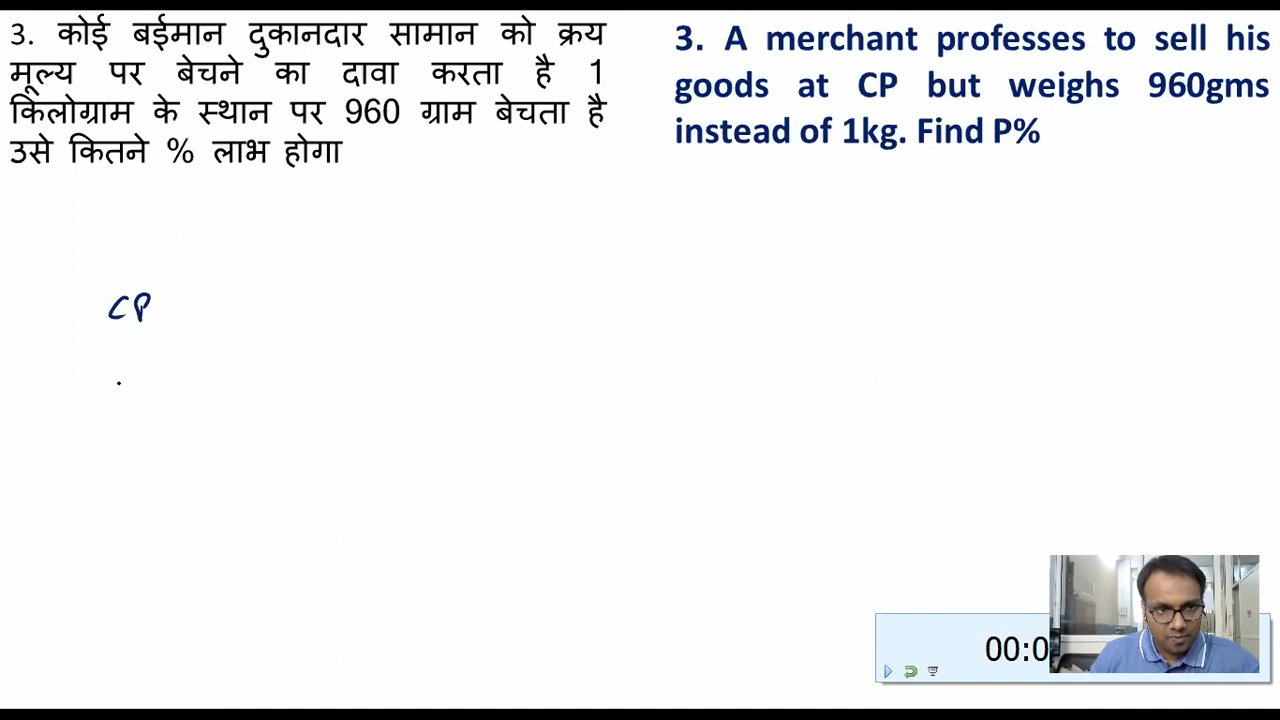 3. कोई बईमान दुकानदार सामान को क्रय
मूल्य पर बेचने का दावा करता है 1
किलोग्राम के स्थान पर 960 ग्राम बेचता है
उसे कितने % लाभ होगा
3. A merchant professes to sell his
goods at CP but weighs 960gms
instead of 1kg. Find P%
CP
00:0